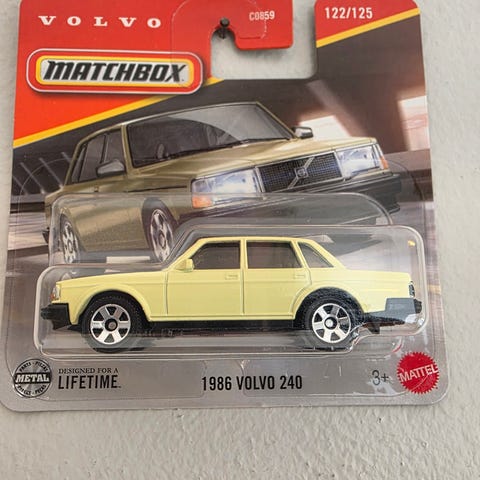 VOLVO
C0859
122/125
MATCHBOX
METAL
DESIGNED FOR A
LIFETIME.
1986 VOLVO 240
3+
MATTEL